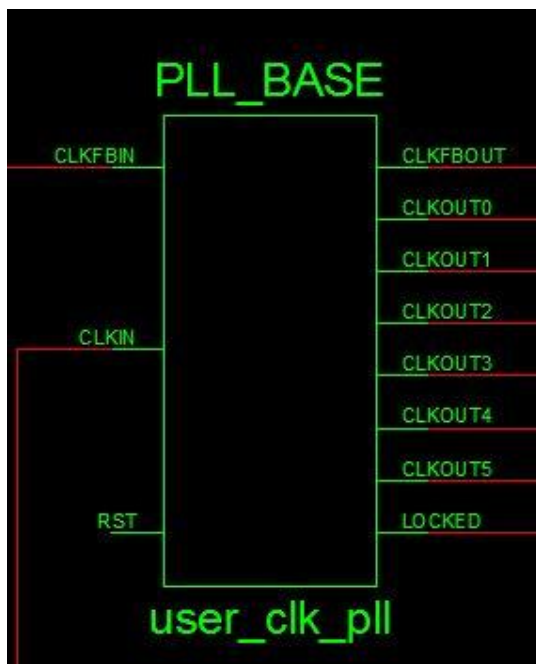 PLL_BASE
CLKFBIN
CLKFBOUT
CLKOUT0
CLKOUT1
CLKOUT2
CLKIN
CLKOUT3
CLKOUT4
CLKOUT5
RST
LOCKED
user_clk_pll